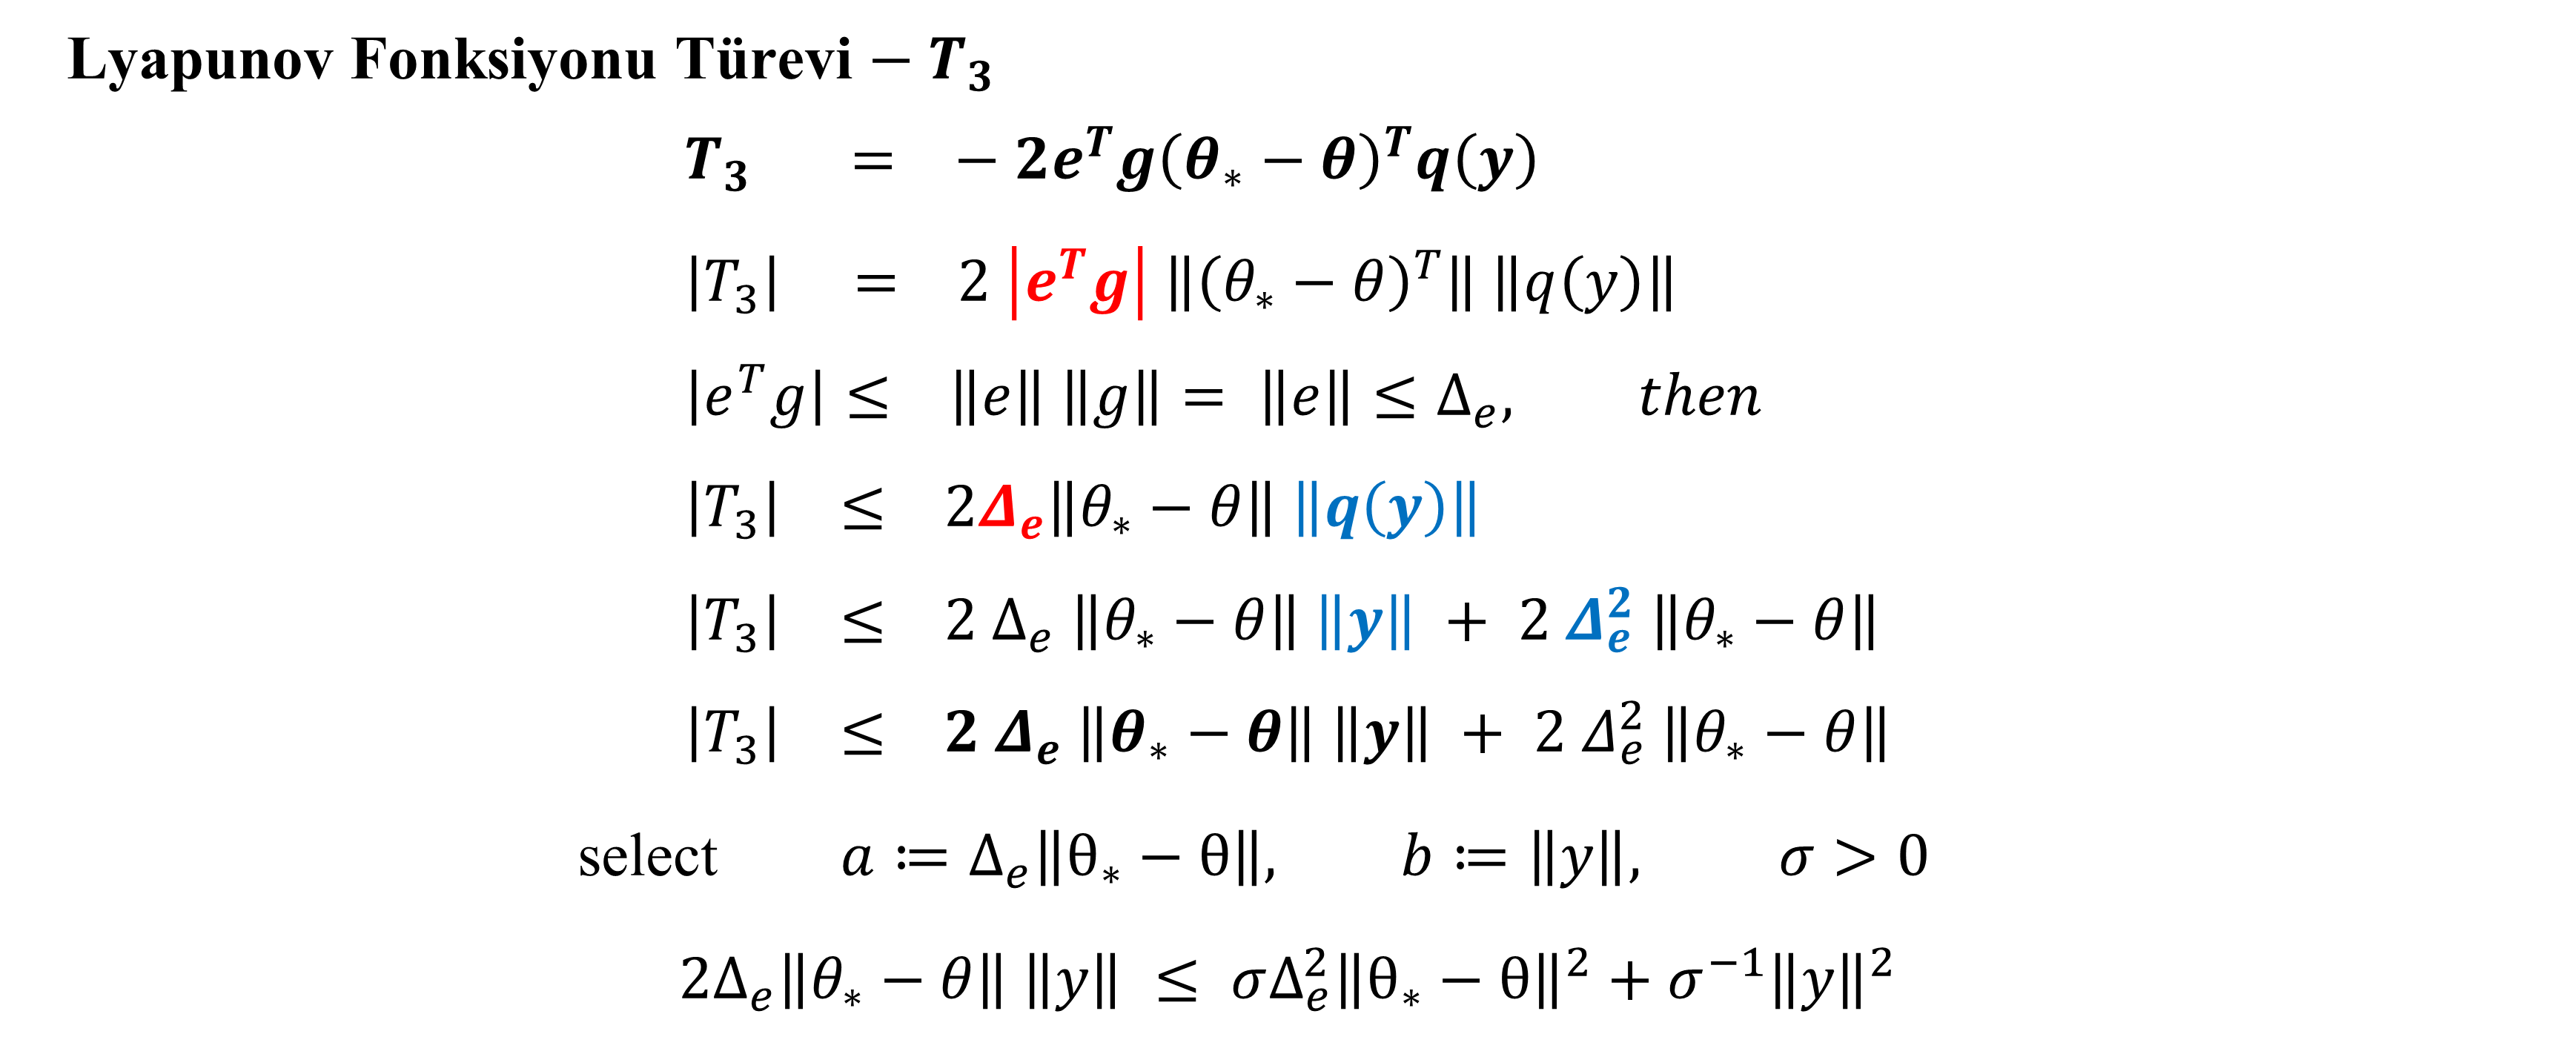 Lyapunov Fonksiyonu Türevi – T₃
T₃ = − 2eᵀg(θ∗ − θ)ᵀq(y)
|T₃| = 2 |eᵀg| ‖(θ∗ − θ)ᵀ‖ ‖q(y)‖
|eᵀg| ≤ ‖e‖ ‖g‖ = ‖e‖ ≤ Δₑ, then
|T₃| ≤ 2Δₑ‖θ∗ − θ‖ ‖q(y)‖
|T₃| ≤ 2 Δₑ ‖θ∗ − θ‖ ‖y‖ + 2 Δₑ² ‖θ∗ − θ‖
|T₃| ≤ 2 Δₑ ‖θ∗ − θ‖ ‖y‖ + 2 Δₑ² ‖θ∗ − θ‖
select a ≔ Δₑ‖θ∗ − θ‖, b ≔ ‖y‖, σ > 0
2Δₑ‖θ∗ − θ‖ ‖y‖ ≤ σΔₑ²‖θ∗ − θ‖² + σ⁻¹‖y‖²